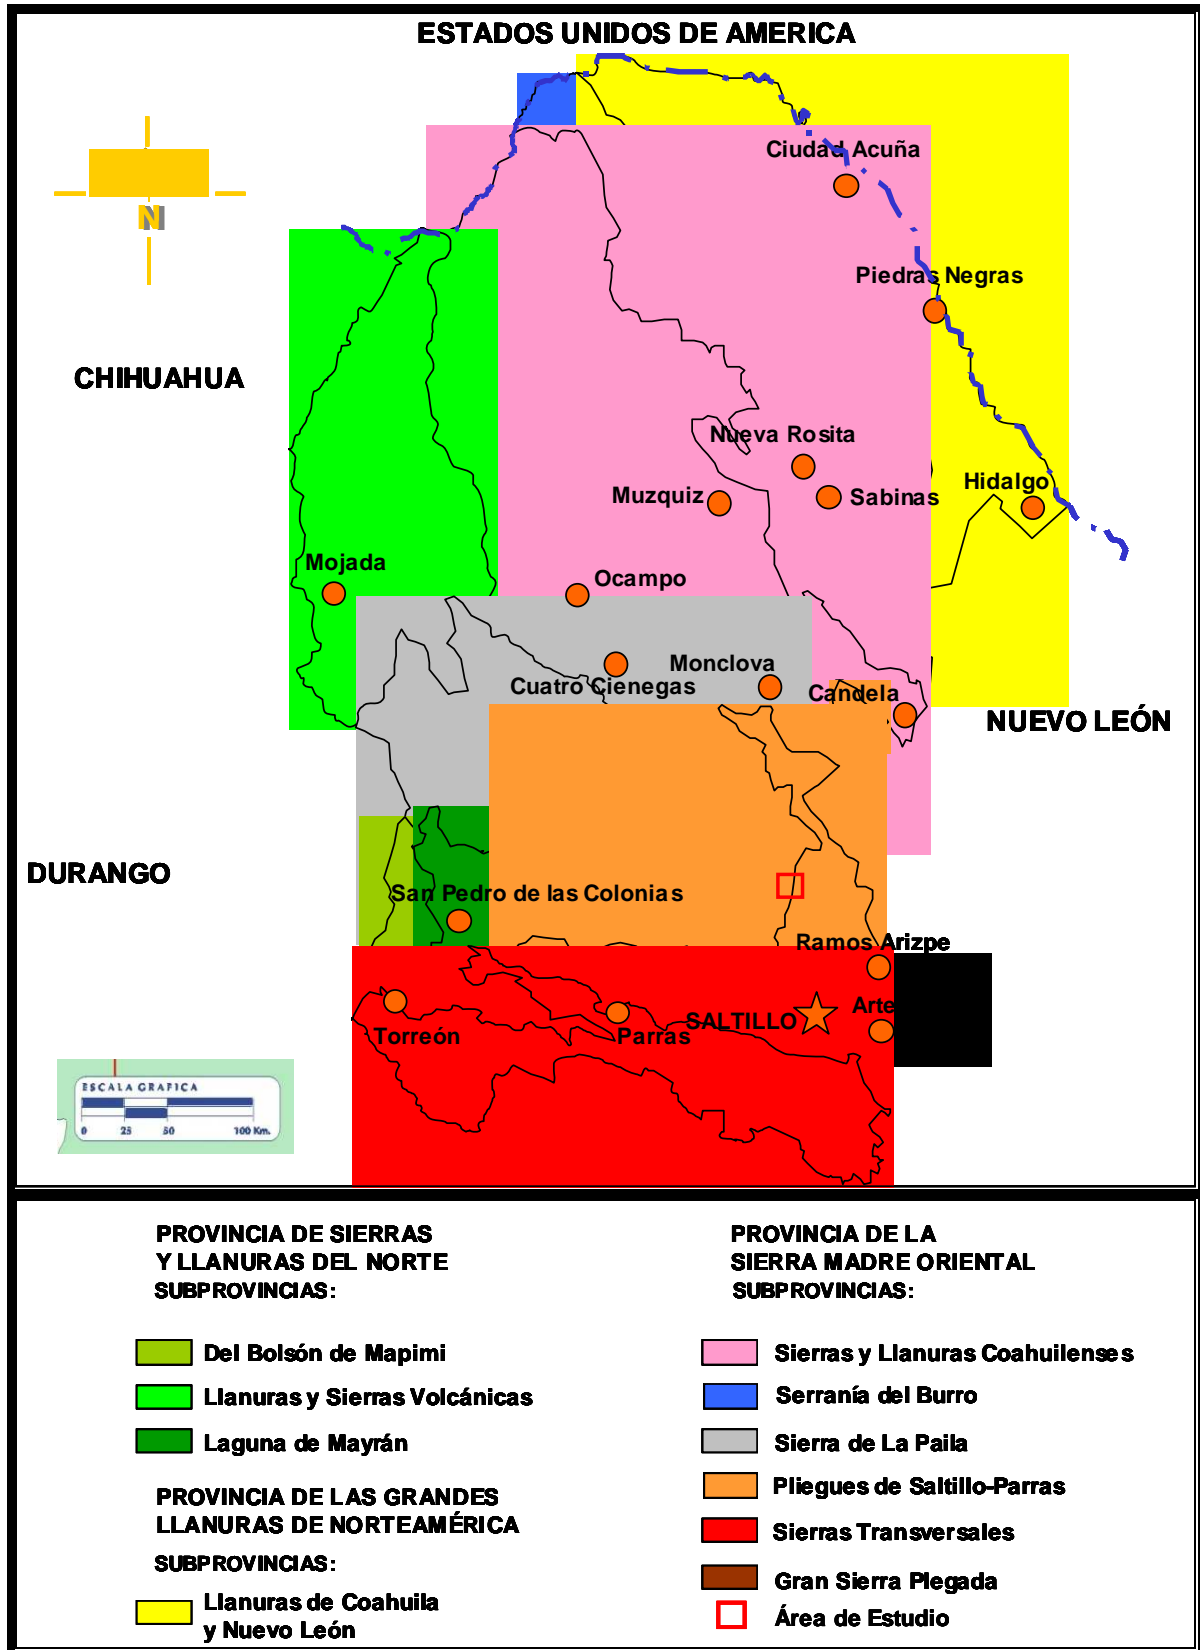 ESTADOS UNIDOS DE AMERICA
Ciudad Acuña
N
Piedras Negras
CHIHUAHUA
Nueva Rosita
Muzquiz
Sabinas
Hidalgo
Mojada
Ocampo
Monclova
Cuatro Cienegas
Candela
NUEVO LEÓN
DURANGO
San Pedro de las Colonias
Ramos Arizpe
Arte
SALTILLO
Torreón
Parras
ESCALA GRAFICA
0 25 50 100 Km.
PROVINCIA DE SIERRAS
Y LLANURAS DEL NORTE
SUBPROVINCIAS:
Del Bolsón de Mapimi
Llanuras y Sierras Volcánicas
Laguna de Mayrán
PROVINCIA DE LAS GRANDES
LLANURAS DE NORTEAMÉRICA
SUBPROVINCIAS:
Llanuras de Coahuila
y Nuevo León
PROVINCIA DE LA
SIERRA MADRE ORIENTAL
SUBPROVINCIAS:
Sierras y Llanuras Coahuilenses
Serranía del Burro
Sierra de La Paila
Pliegues de Saltillo-Parras
Sierras Transversales
Gran Sierra Plegada
Área de Estudio